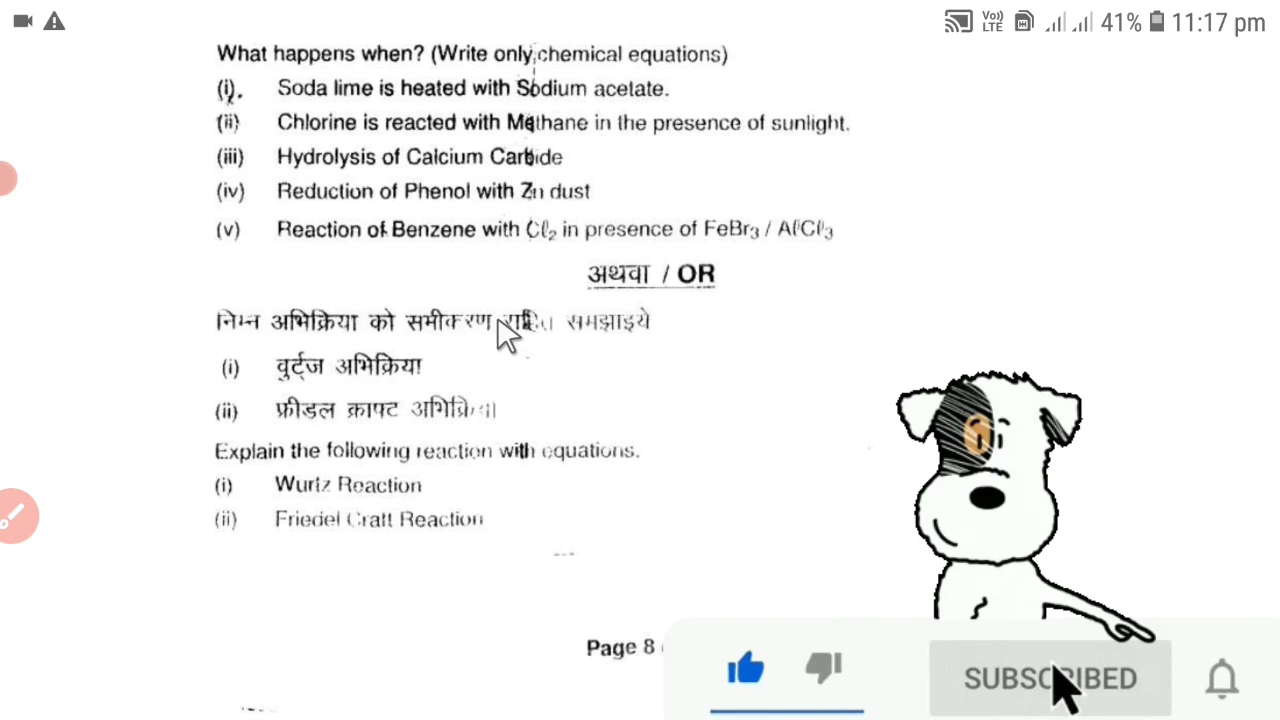 Vo)) LTE 41% 11:17 pm
What happens when? (Write only chemical equations)
(i). Soda lime is heated with Sodium acetate.
(ii) Chlorine is reacted with Methane in the presence of sunlight.
(iii) Hydrolysis of Calcium Carbide
(iv) Reduction of Phenol with Zn dust
(v) Reaction of Benzene with Cl₂ in presence of FeBr₃ / AlCl₃
अथवा / OR
निम्न अभिक्रिया को समीकरण सहित समझाइये
(i) वुर्ट्ज अभिक्रिया
(ii) फ्रीडल क्राफ्ट अभिक्रिया
Explain the following reaction with equations.
(i) Wurtz Reaction
(ii) Friedel Craft Reaction
Page 8
SUBSCRIBED